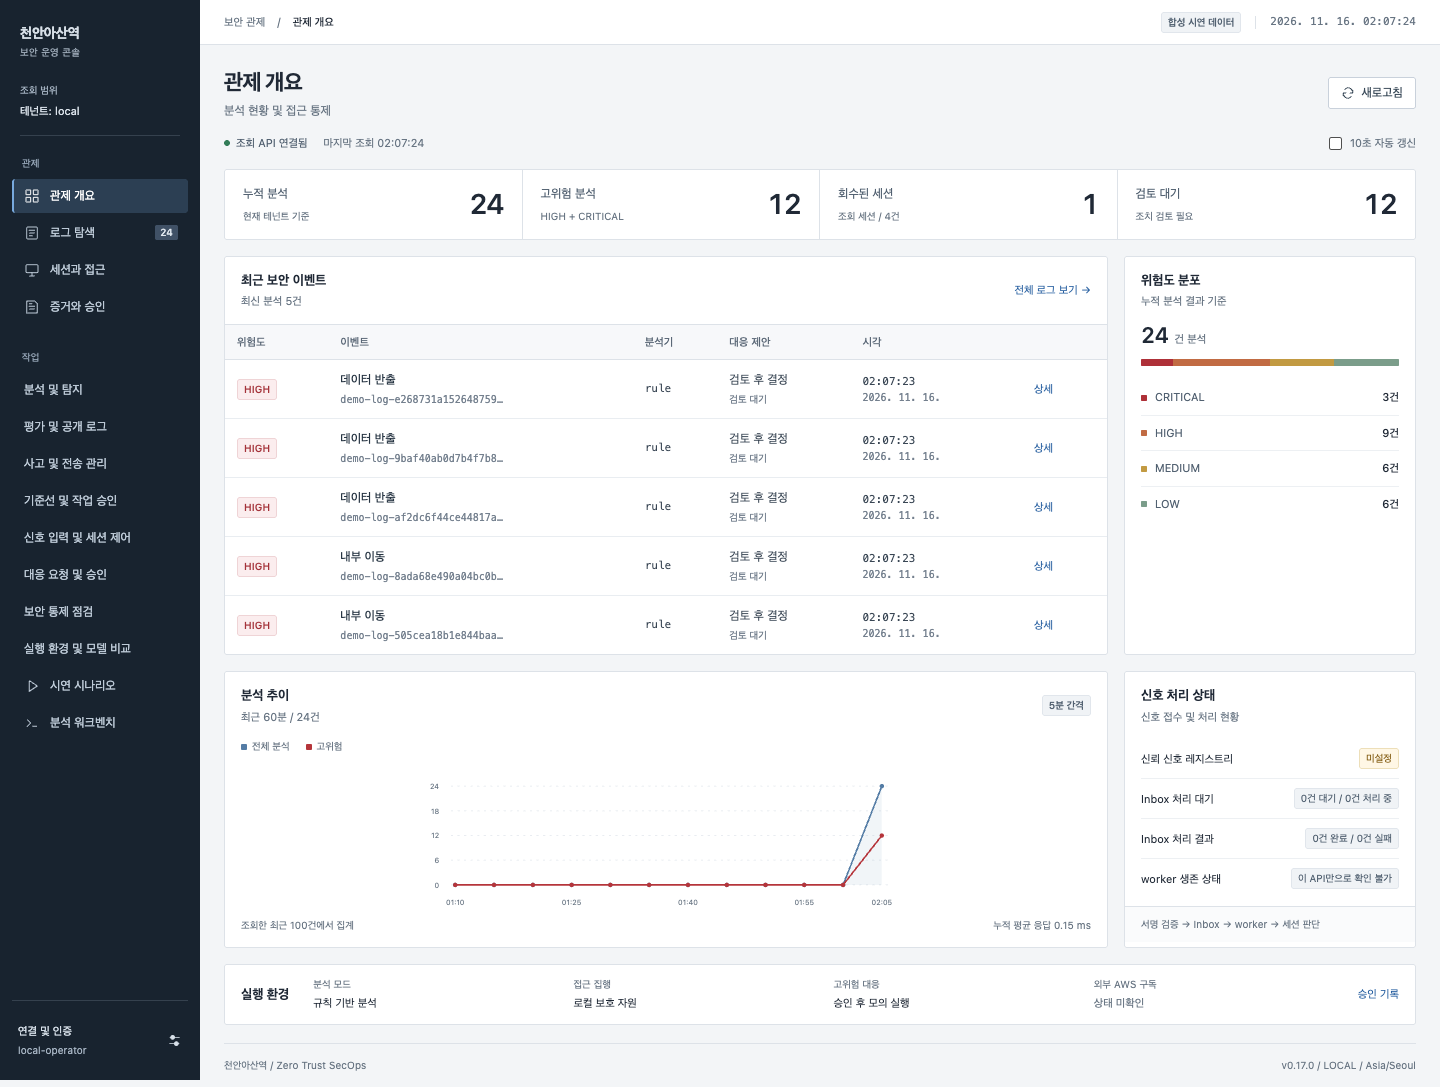 천안아산역
보안 운영 콘솔
조회 범위
테넌트: local
관제
관제 개요
로그 탐색 24
세션과 접근
증거와 승인
작업
분석 및 탐지
평가 및 공개 로그
사고 및 전송 관리
기준선 및 작업 승인
신호 입력 및 세션 제어
대응 요청 및 승인
보안 통제 점검
실행 환경 및 모델 비교
시연 시나리오
분석 워크벤치
연결 및 인증
local-operator
보안 관제 / 관제 개요
합성 시연 데이터 2026. 11. 16. 02:07:24
관제 개요
분석 현황 및 접근 통제
새로고침
조회 API 연결됨 마지막 조회 02:07:24
10초 자동 갱신
누적 분석
현재 테넌트 기준
24
고위험 분석
HIGH + CRITICAL
12
회수된 세션
조회 세션 / 4건
1
검토 대기
조치 검토 필요
12
최근 보안 이벤트
최신 분석 5건
전체 로그 보기 →
위험도 이벤트 분석기 대응 제안 시각
HIGH 데이터 반출 rule 검토 후 결정 02:07:23 상세
demo-log-e268731a152648759… 검토 대기 2026. 11. 16.
HIGH 데이터 반출 rule 검토 후 결정 02:07:23 상세
demo-log-9baf40ab0d7b4f7b8… 검토 대기 2026. 11. 16.
HIGH 데이터 반출 rule 검토 후 결정 02:07:23 상세
demo-log-af2dc6f44ce44817a… 검토 대기 2026. 11. 16.
HIGH 내부 이동 rule 검토 후 결정 02:07:23 상세
demo-log-8ada68e490a04bc0b… 검토 대기 2026. 11. 16.
HIGH 내부 이동 rule 검토 후 결정 02:07:23 상세
demo-log-505cea18b1e844baa… 검토 대기 2026. 11. 16.
위험도 분포
누적 분석 결과 기준
24 건 분석
CRITICAL 3건
HIGH 9건
MEDIUM 6건
LOW 6건
분석 추이
최근 60분 / 24건
5분 간격
전체 분석 고위험
24
18
12
6
0
01:10 01:25 01:40 01:55 02:05
조회한 최근 100건에서 집계
누적 평균 응답 0.15 ms
신호 처리 상태
신호 접수 및 처리 현황
신뢰 신호 레지스트리 미설정
Inbox 처리 대기 0건 대기 / 0건 처리 중
Inbox 처리 결과 0건 완료 / 0건 실패
worker 생존 상태 이 API만으로 확인 불가
서명 검증 → Inbox → worker → 세션 판단
실행 환경
분석 모드
규칙 기반 분석
접근 집행
로컬 보호 자원
고위험 대응
승인 후 모의 실행
외부 AWS 구독
상태 미확인
승인 기록
천안아산역 / Zero Trust SecOps
v0.17.0 / LOCAL / Asia/Seoul